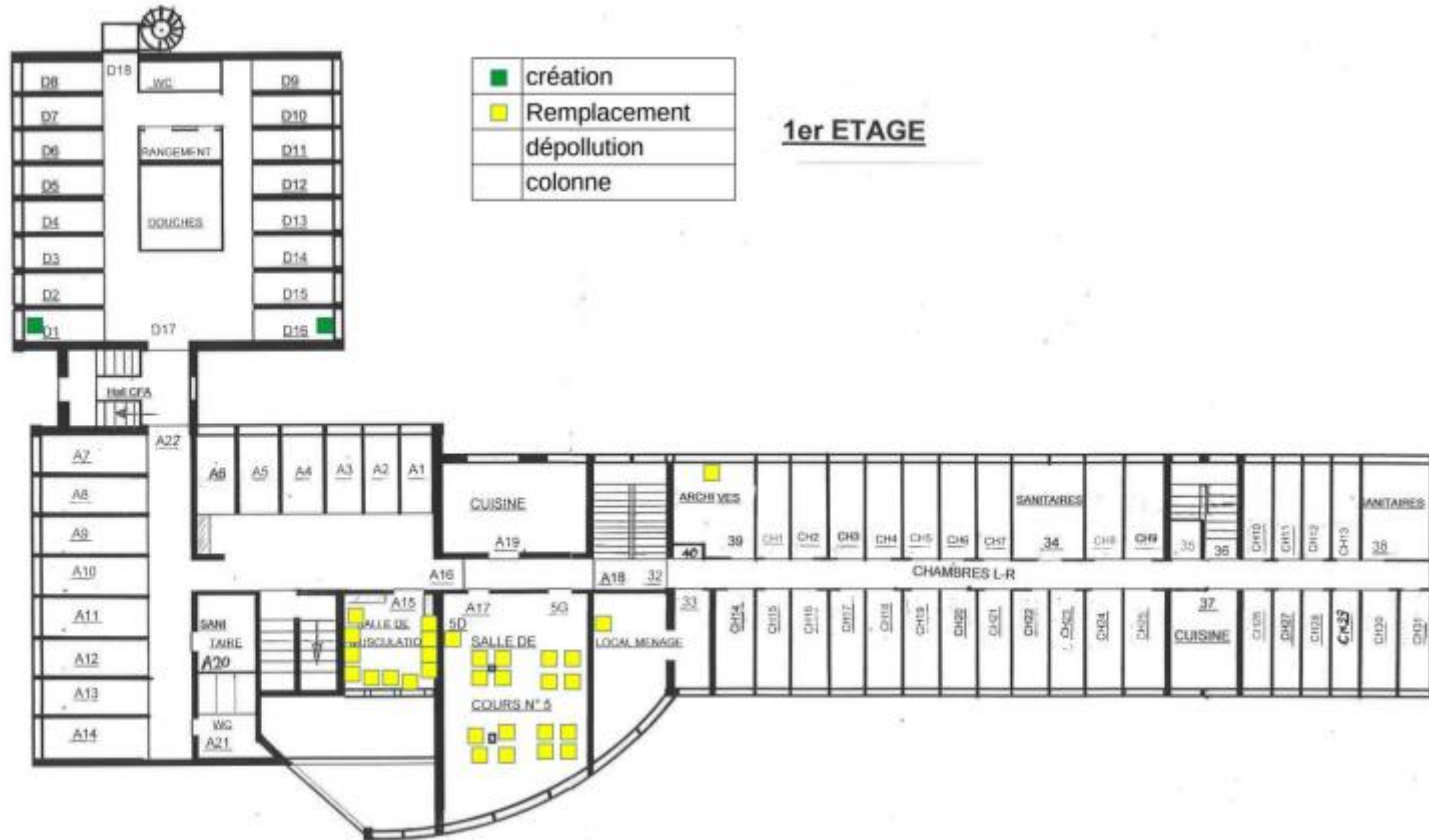 création
Remplacement
dépollution
colonne
1er ETAGE
D18
WC
D8
D9
D7
D10
D6
RANGEMENT
D11
D5
D12
D4
DOUCHES
D13
D3
D14
D2
D15
D1
D17
D16
Hall CFA
A22
A7
A6
A5
A4
A3
A2
A1
A8
A9
A10
A11
A12
A13
A14
CUISINE
A19
A16
A18
32
ARCHIVES
39
40
CH1
CH2
CH3
CH4
CH5
CH6
CH7
SANITAIRES
34
CH8
CH9
35
36
CH10
CH11
CH12
CH13
SANITAIRES
38
CHAMBRES L-R
SANI
TAIRE
A20
WC
A21
A15
SALLE DE
MUSCULATIO
A17
5G
5D
SALLE DE
COURS N° 5
LOCAL MENAGE
33
CH14
CH15
CH16
CH17
CH18
CH19
CH20
CH21
CH22
CH23
CH24
CH25
37
CUISINE
CH26
CH27
CH28
CH29
CH30
CH31